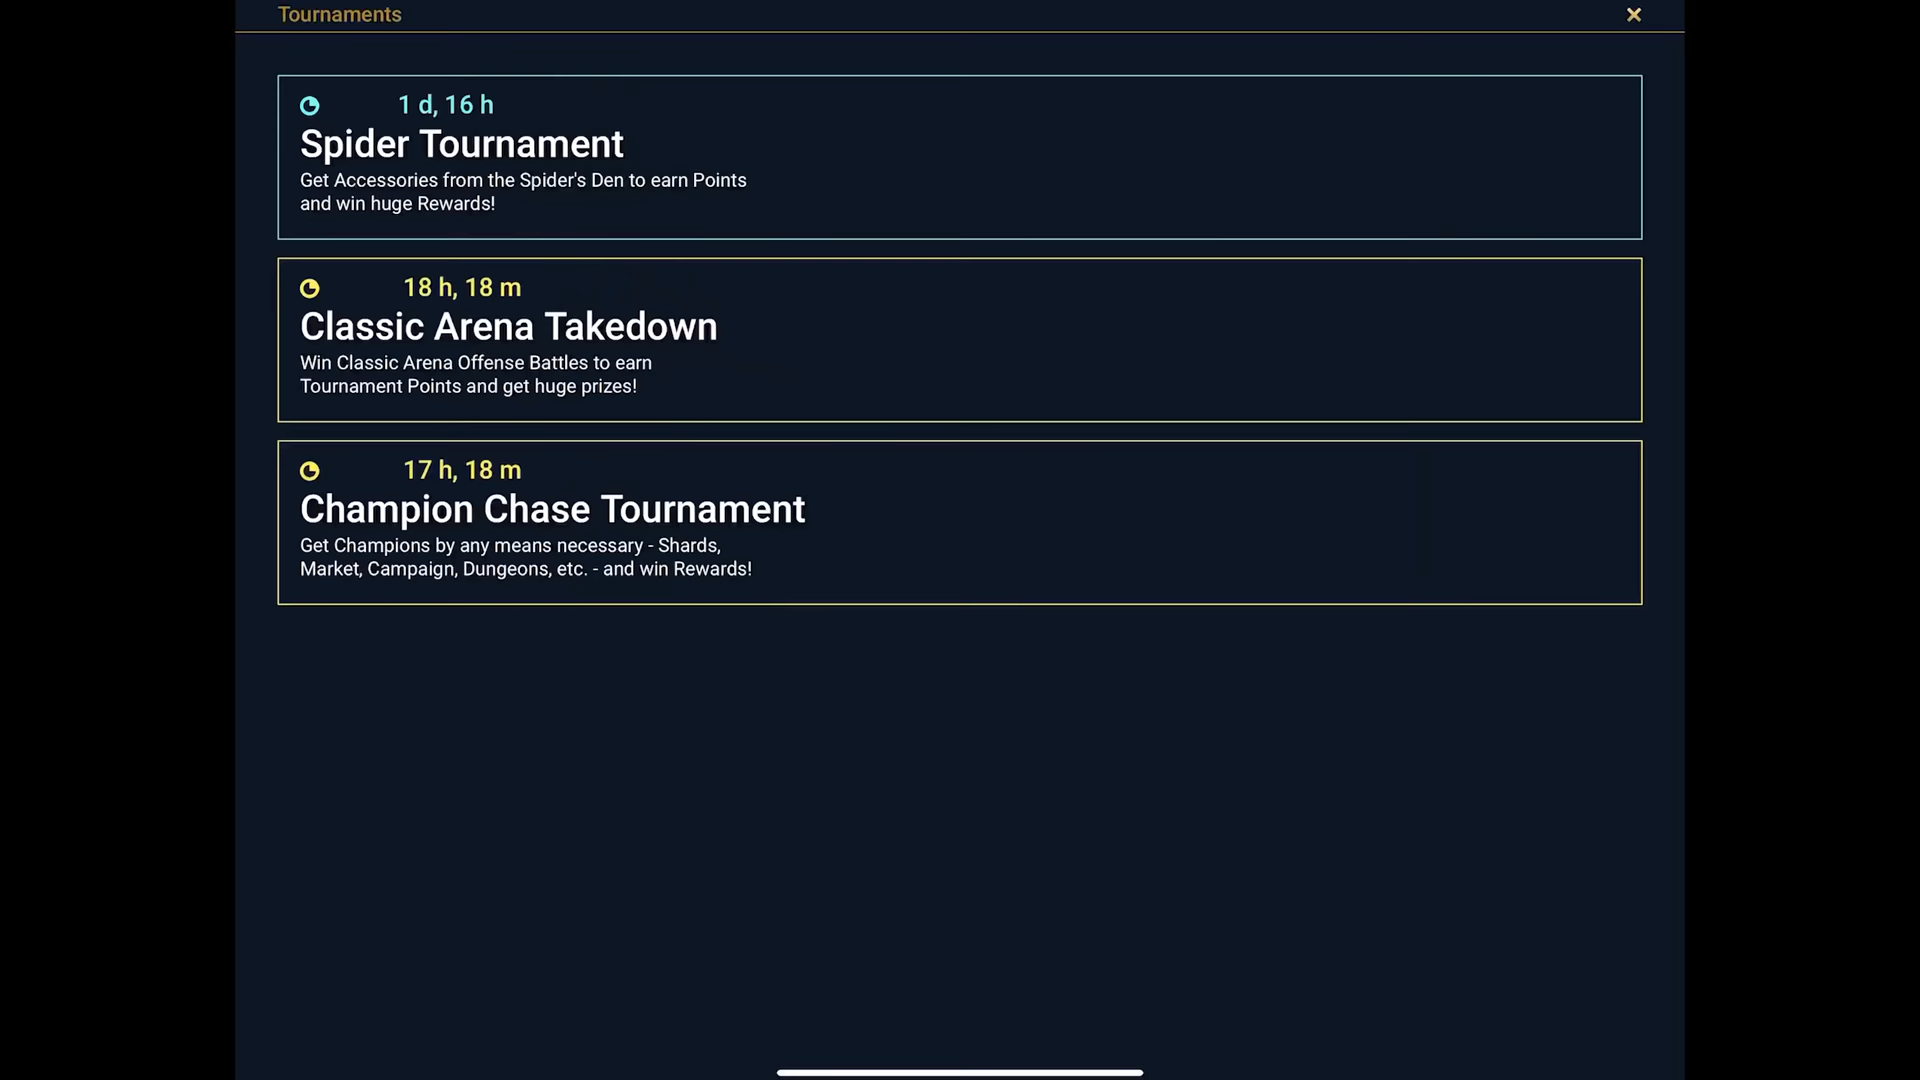 Tournaments
1 d, 16 h
Spider Tournament
Get Accessories from the Spider's Den to earn Points
and win huge Rewards!
18 h, 18 m
Classic Arena Takedown
Win Classic Arena Offense Battles to earn
Tournament Points and get huge prizes!
17 h, 18 m
Champion Chase Tournament
Get Champions by any means necessary - Shards,
Market, Campaign, Dungeons, etc. - and win Rewards!